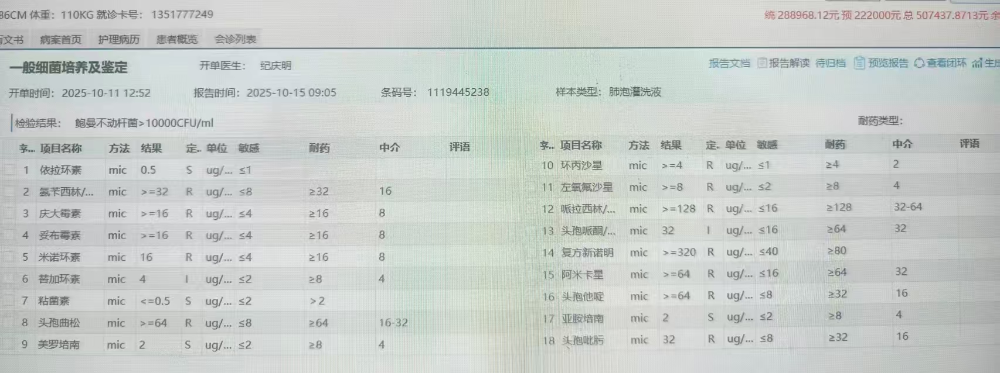 86CM 体重：110KG 就诊卡号：1351777249
统 288968.12元 预 222000元 总 507437.8713元 余
文书 病案首页 护理病历 患者概览 会诊列表
一般细菌培养及鉴定 开单医生：纪庆明
报告文档 报告解读 待归档 预览报告 查看闭环 生成
开单时间：2025-10-11 12:52 报告时间：2025-10-15 09:05 条码号：1119445238 样本类型：肺泡灌洗液
检验结果：鲍曼不动杆菌>10000CFU/ml 耐药类型：
序... 项目名称 方法 结果 定.. 单位 敏感 耐药 中介 评语
1 依拉环素 mic 0.5 S ug/... ≤1
2 氨苄西林/... mic >=32 R ug/... ≤8 ≥32 16
3 庆大霉素 mic >=16 R ug/... ≤4 ≥16 8
4 妥布霉素 mic >=16 R ug/... ≤4 ≥16 8
5 米诺环素 mic 16 R ug/... ≤4 ≥16 8
6 替加环素 mic 4 I ug/... ≤2 ≥8 4
7 粘菌素 mic <=0.5 S ug/... ≤2 >2
8 头孢曲松 mic >=64 R ug/... ≤8 ≥64 16-32
9 美罗培南 mic 2 S ug/... ≤2 ≥8 4
序.. 项目名称 方法 结果 定. 单位 敏感 耐药 中介 评语
10 环丙沙星 mic >=4 R ug/... ≤1 ≥4 2
11 左氧氟沙星 mic >=8 R ug/... ≤2 ≥8 4
12 哌拉西林/... mic >=128 R ug/... ≤16 ≥128 32-64
13 头孢哌酮/... mic 32 I ug/... ≤16 ≥64 32
14 复方新诺明 mic >=320 R ug/... ≤40 ≥80
15 阿米卡星 mic >=64 R ug/... ≤16 ≥64 32
16 头孢他啶 mic >=64 R ug/... ≤8 ≥32 16
17 亚胺培南 mic 2 S ug/... ≤2 ≥8 4
18 头孢吡肟 mic 32 R ug/... ≤8 ≥32 16